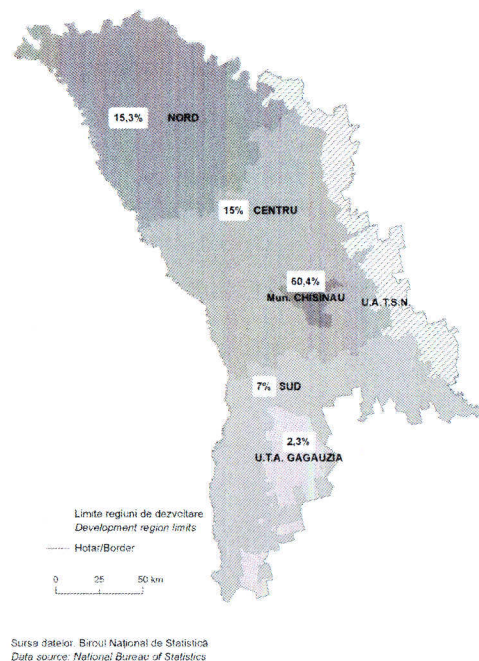 15,3% NORD
15% CENTRU
60,4%
Mun. CHISINAU
U.A.T.S.N.
7% SUD
2,3%
U.T.A. GAGAUZIA
Limite regiuni de dezvoltare
Development region limits
Hotar/Border
0 25 50 km
Sursa datelor: Biroul Național de Statistică
Data source: National Bureau of Statistics